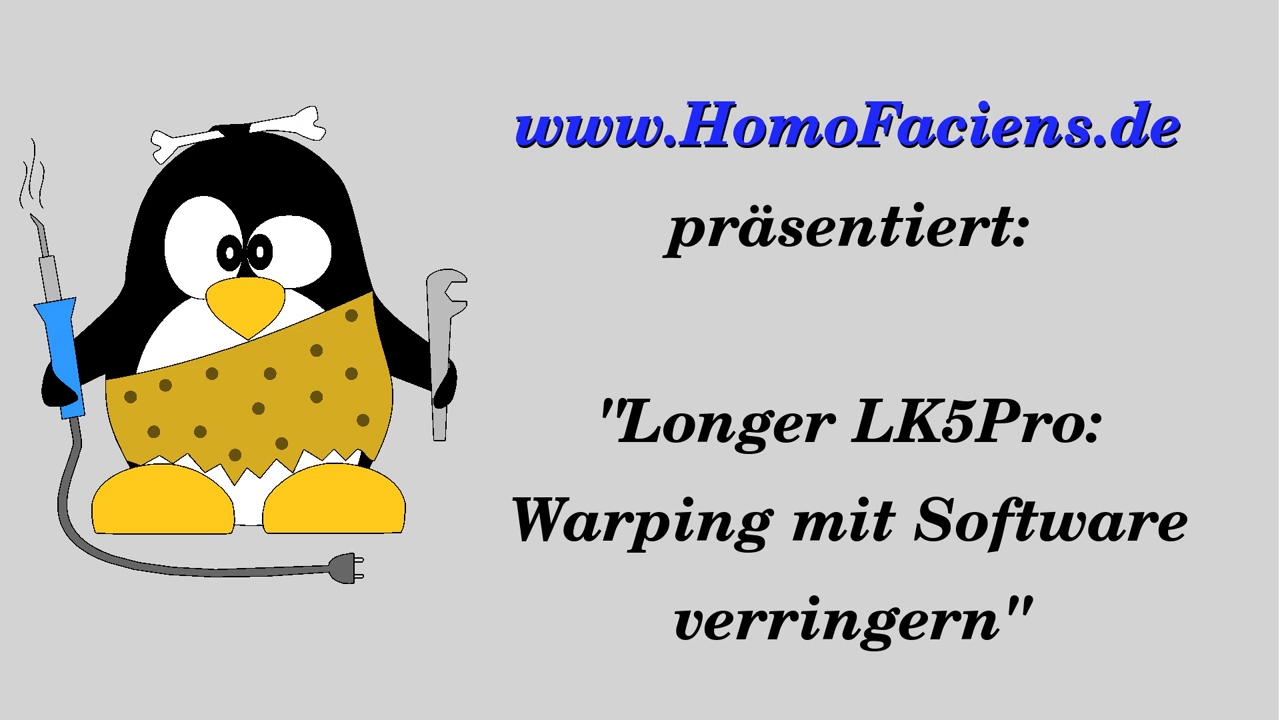 www.HomoFaciens.de
präsentiert:
"Longer LK5Pro:
Warping mit Software
verringern"